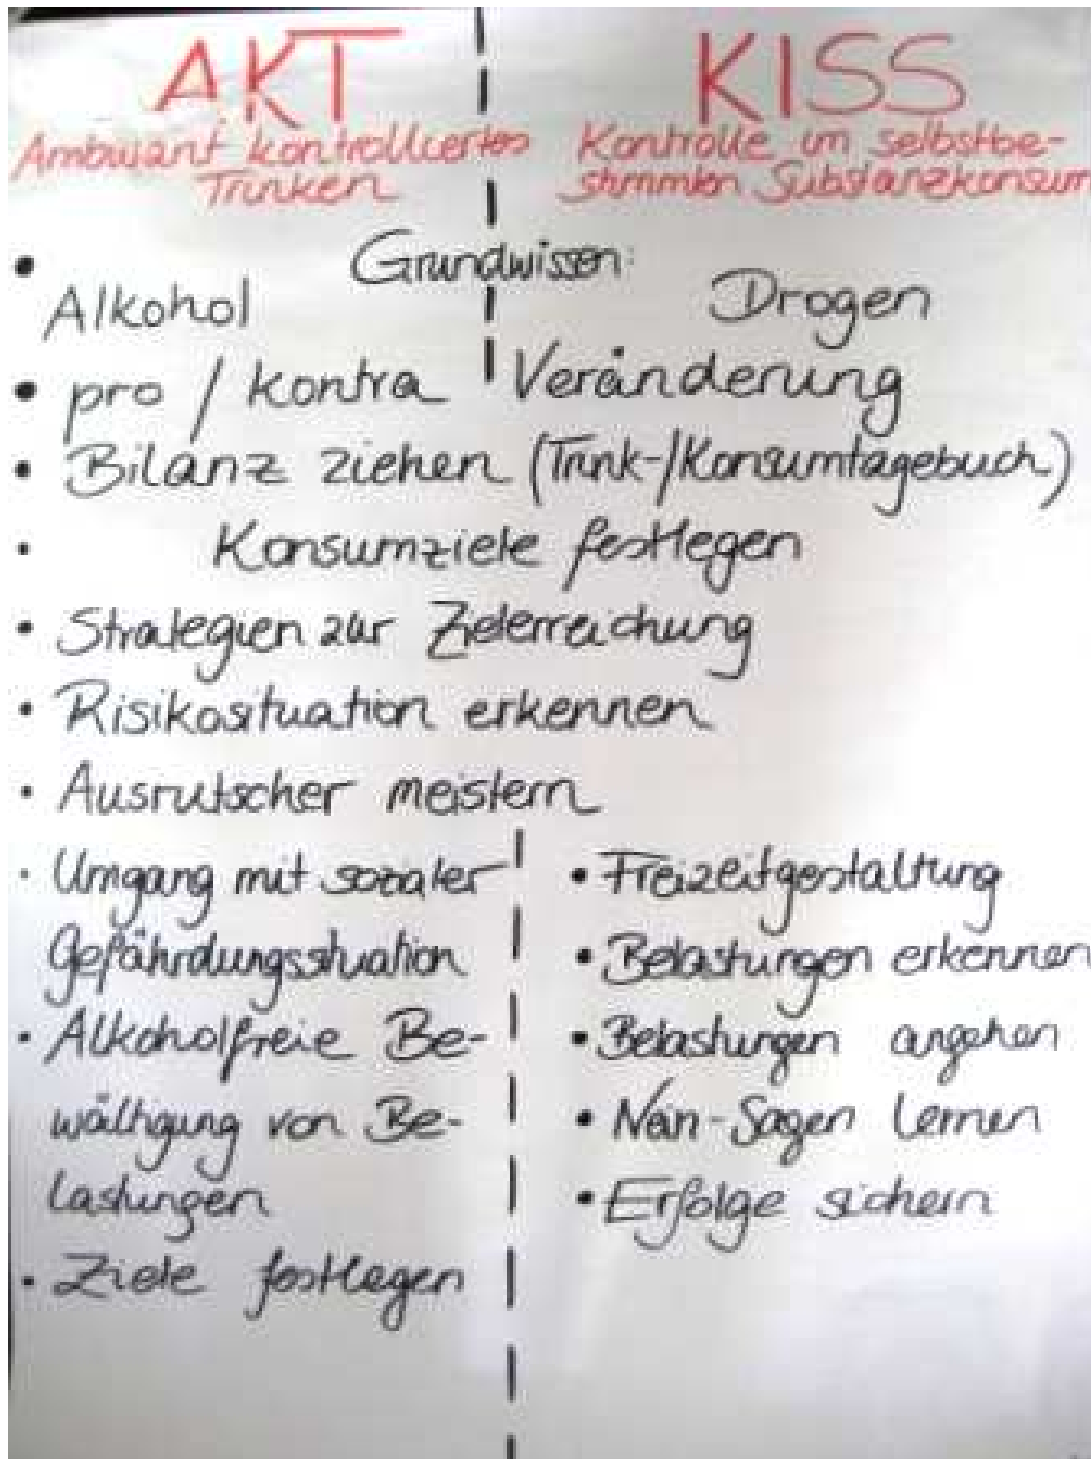 AKT
Ambulant kontrolliertes
Trinken
KISS
Kontrolle im selbstbe-
stimmten Substanzkonsum
• Grundwissen:
Alkohol Drogen
• pro / kontra Veränderung
• Bilanz ziehen (Trink-/Konsumtagebuch)
• Konsumziele festlegen
• Strategien zur Zielerreichung
• Risikosituation erkennen
• Ausrutscher meistern
• Umgang mit sozialer
Gefährdungssituation
• Alkoholfreie Be-
wältigung von Be-
lastungen
• Ziele festlegen
• Freizeitgestaltung
• Belastungen erkennen
• Belastungen angehen
• Nein-Sagen lernen
• Erfolge sichern